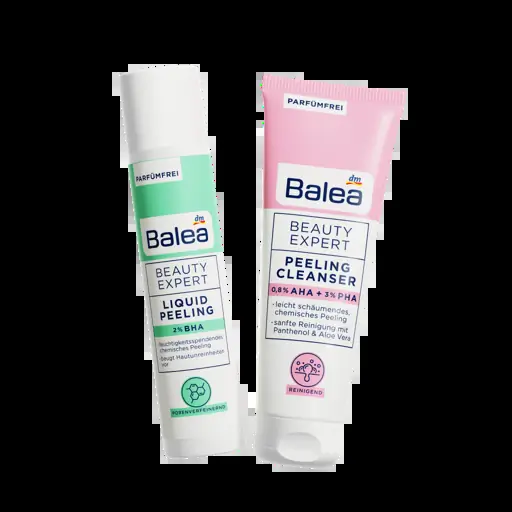 PARFÜMFREI
dm
Balea
BEAUTY
EXPERT
LIQUID
PEELING
2% BHA
feuchtigkeitsspendendes,
chemisches Peeling
•beugt Hautunreinheiten
vor
PORENVERFEINERND
PARFÜMFREI
dm
Balea
BEAUTY
EXPERT
PEELING
CLEANSER
0,8% AHA + 3% PHA
•leicht schäumendes,
chemisches Peeling
•sanfte Reinigung mit
Panthenol & Aloe Vera
REINIGEND